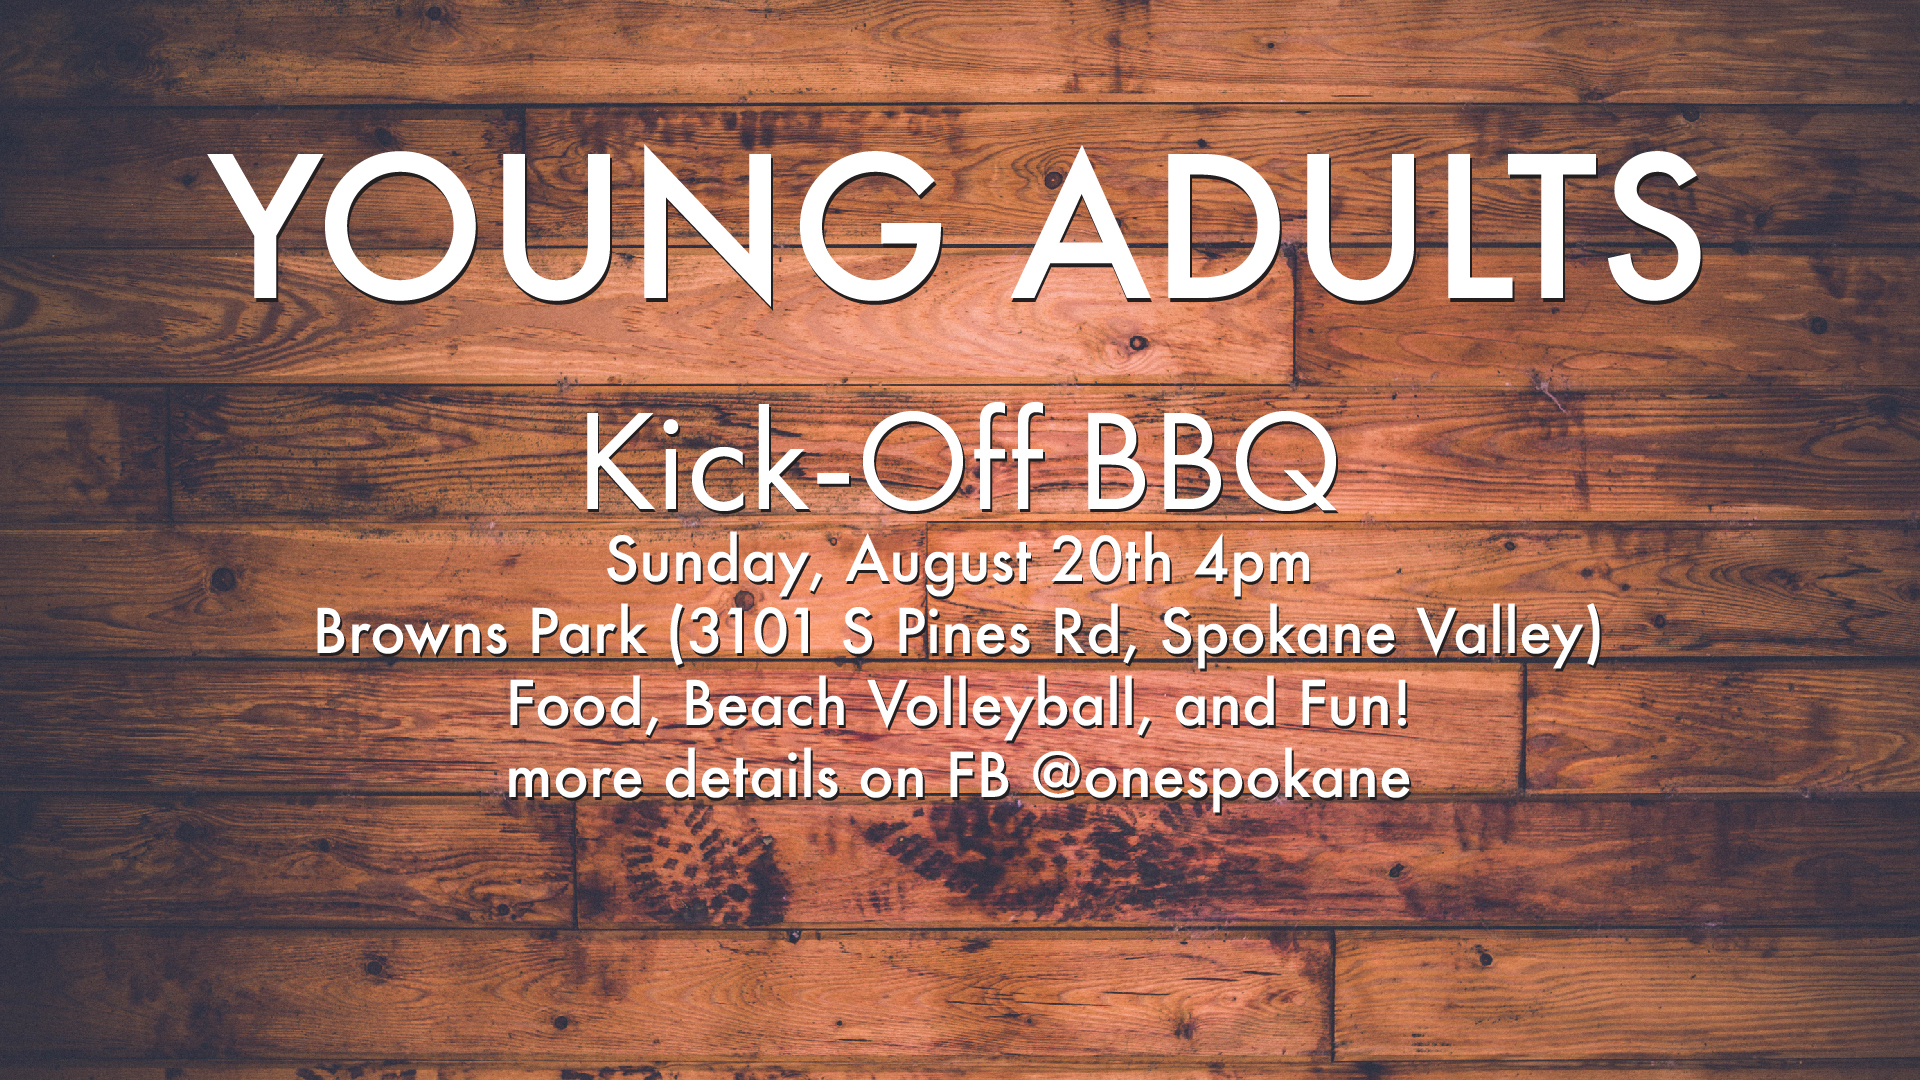 YOUNG ADULTS
Kick-Off BBQ
Sunday, August 20th 4pm
Browns Park (3101 S Pines Rd, Spokane Valley)
Food, Beach Volleyball, and Fun!
more details on FB @onespokane